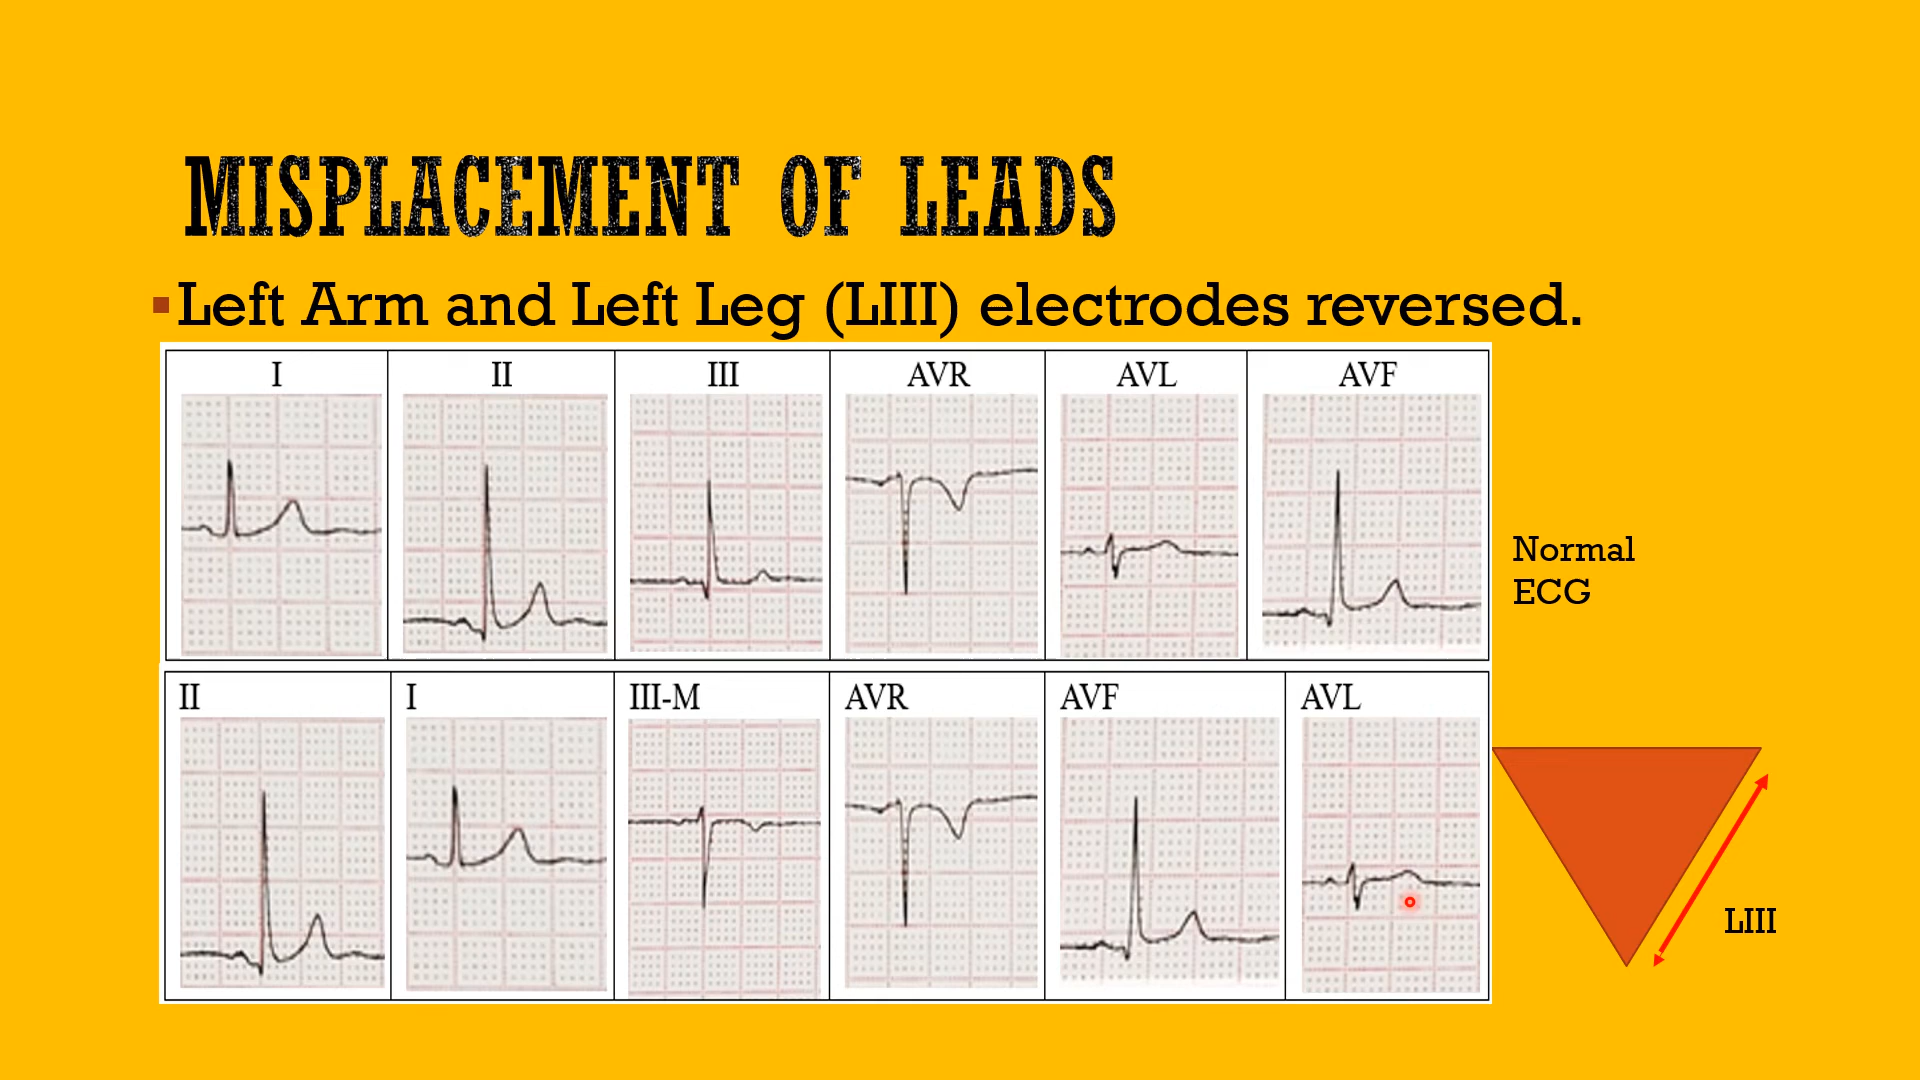 MISPLACEMENT OF LEADS
▪Left Arm and Left Leg (LIII) electrodes reversed.
I II III AVR AVL AVF
Normal
ECG
II I III-M AVR AVF AVL
LIII